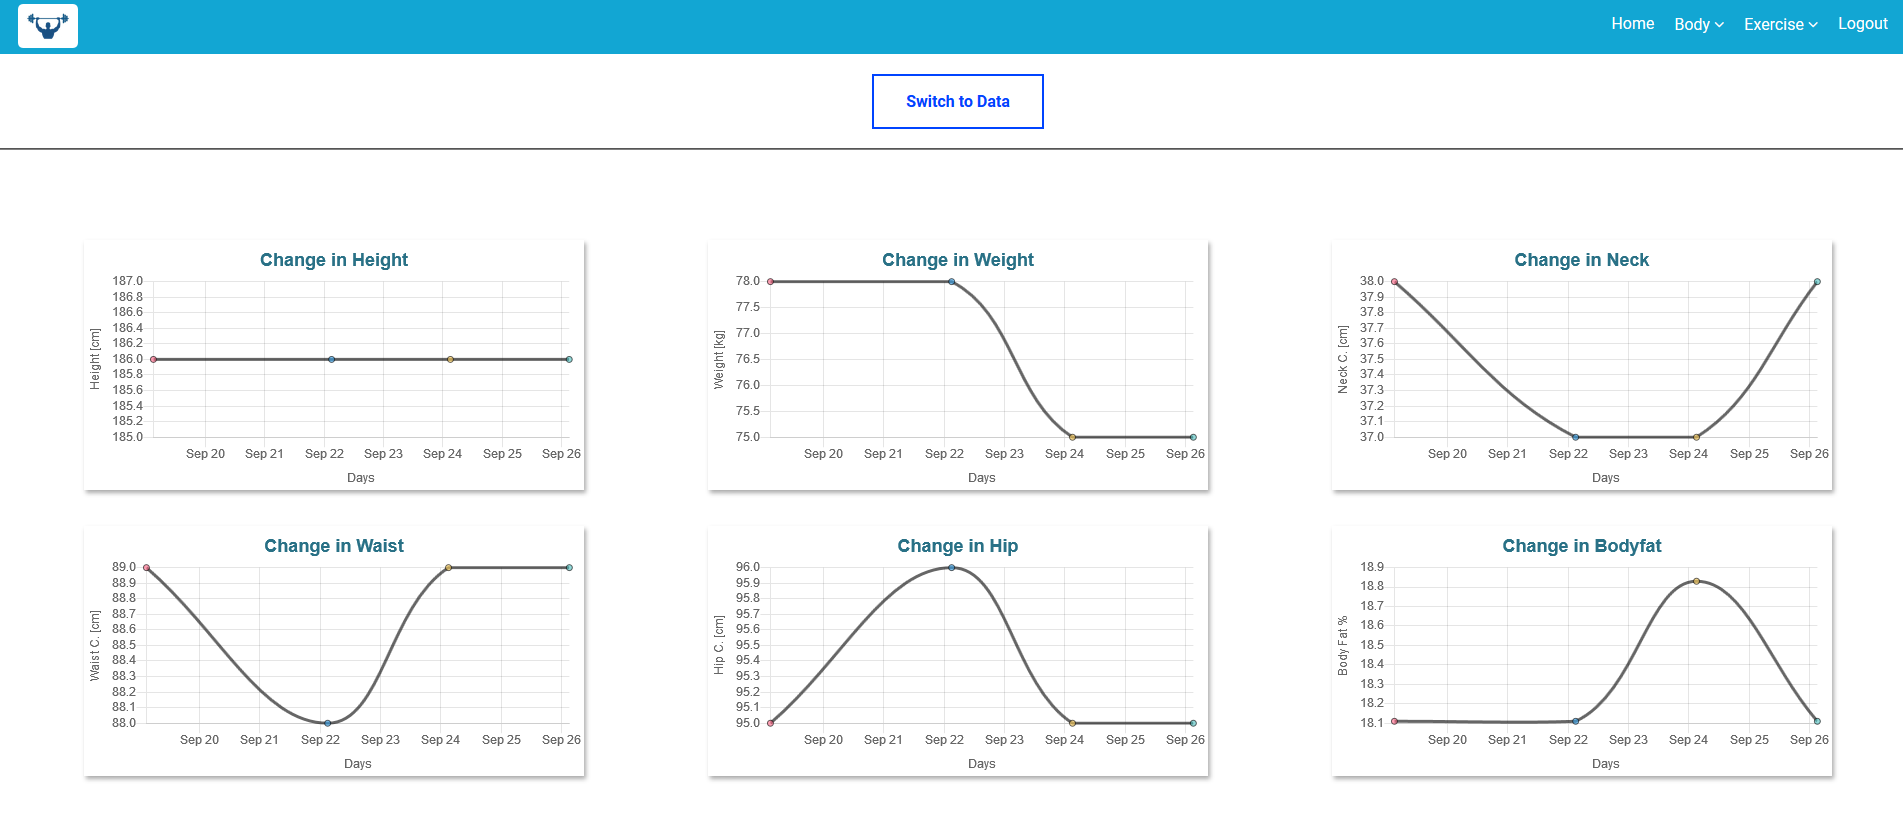 Home Body Exercise Logout
Switch to Data
Change in Height
187.0
186.8
186.6
186.4
186.2
186.0
185.8
185.6
185.4
185.2
185.0
Height [cm]
Sep 20 Sep 21 Sep 22 Sep 23 Sep 24 Sep 25 Sep 26
Days
Change in Weight
78.0
77.5
77.0
76.5
76.0
75.5
75.0
Weight [kg]
Sep 20 Sep 21 Sep 22 Sep 23 Sep 24 Sep 25 Sep 26
Days
Change in Neck
38.0
37.9
37.8
37.7
37.6
37.5
37.4
37.3
37.2
37.1
37.0
Neck C. [cm]
Sep 20 Sep 21 Sep 22 Sep 23 Sep 24 Sep 25 Sep 26
Days
Change in Waist
89.0
88.9
88.8
88.7
88.6
88.5
88.4
88.3
88.2
88.1
88.0
Waist C. [cm]
Sep 20 Sep 21 Sep 22 Sep 23 Sep 24 Sep 25 Sep 26
Days
Change in Hip
96.0
95.9
95.8
95.7
95.6
95.5
95.4
95.3
95.2
95.1
95.0
Hip C. [cm]
Sep 20 Sep 21 Sep 22 Sep 23 Sep 24 Sep 25 Sep 26
Days
Change in Bodyfat
18.9
18.8
18.7
18.6
18.5
18.4
18.3
18.2
18.1
Body Fat %
Sep 20 Sep 21 Sep 22 Sep 23 Sep 24 Sep 25 Sep 26
Days